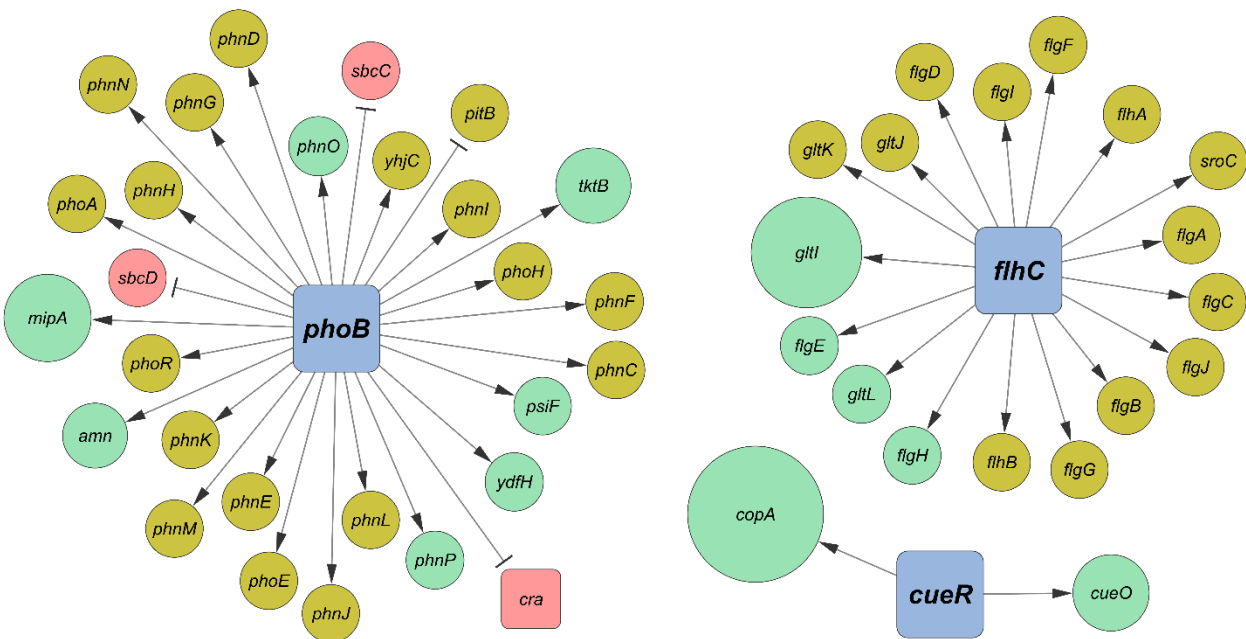 phnD
sbcC
phnN
phnG
pitB
phnO
yhjC
tktB
phnH
phoA
phnI
sbcD
phoH
phnF
mipA
phoB
phoR
phnC
psiF
amn
phnK
ydfH
phnE
phnM
phnL
phnP
phoE
phnJ
cra
flgF
flgD
flgI
flhA
gltJ
gltK
sroC
flgA
gltI
flhC
flgC
flgE
flgJ
gltL
flgB
flgH
flhB
flgG
copA
cueR
cueO